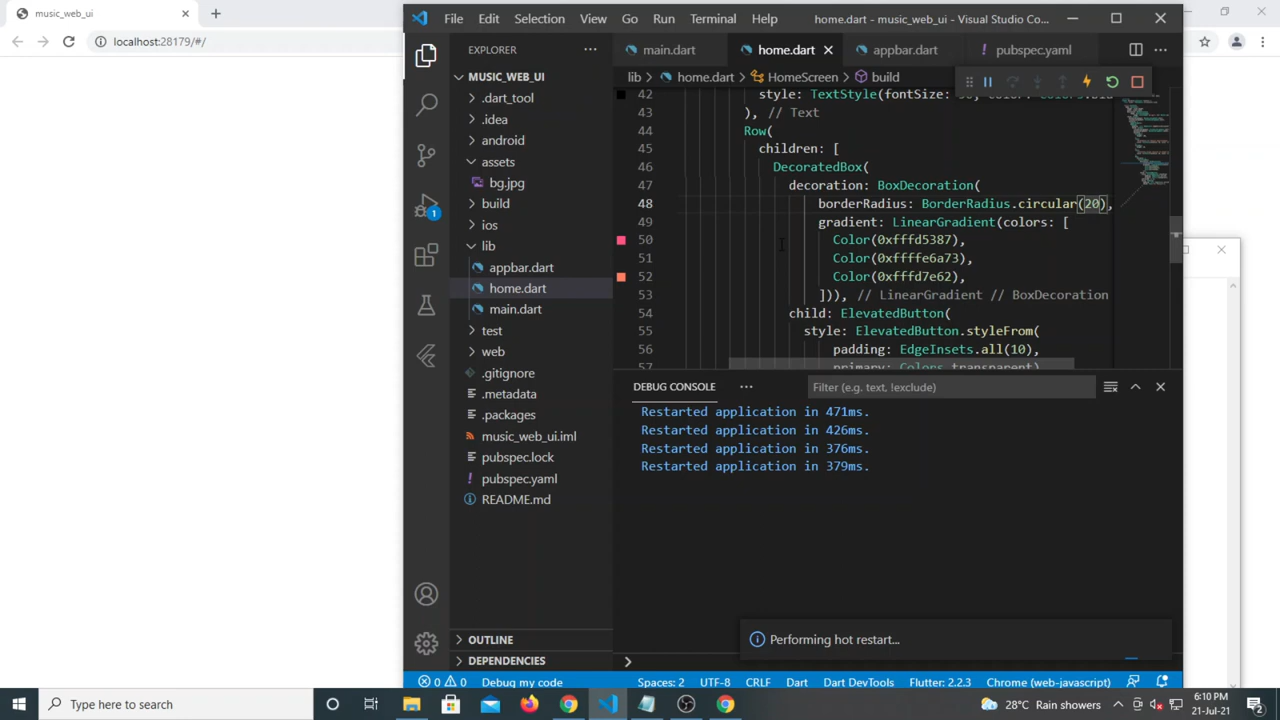 music_web_ui
localhost:28179/#/
File Edit Selection View Go Run Terminal Help home.dart - music_web_ui - Visual Studio Co...
EXPLORER
main.dart home.dart appbar.dart pubspec.yaml
lib home.dart HomeScreen build
MUSIC_WEB_UI
.dart_tool
.idea
android
assets
bg.jpg
build
ios
lib
appbar.dart
home.dart
main.dart
test
web
.gitignore
.metadata
.packages
music_web_ui.iml
pubspec.lock
pubspec.yaml
README.md
OUTLINE
DEPENDENCIES
1
42 style: TextStyle(fontSize:
43 ), // Text
44 Row(
45 children: [
46 DecoratedBox(
47 decoration: BoxDecoration(
48 borderRadius: BorderRadius.circular(20),
49 gradient: LinearGradient(colors: [
50 Color(0xfffd5387),
51 Color(0xffffe6a73),
52 Color(0xfffd7e62),
53 ])), // LinearGradient // BoxDecoration
54 child: ElevatedButton(
55 style: ElevatedButton.styleFrom(
56 padding: EdgeInsets.all(10),
57 primary: Colors.transparent)
DEBUG CONSOLE Filter (e.g. text, !exclude)
Restarted application in 471ms.
Restarted application in 426ms.
Restarted application in 376ms.
Restarted application in 379ms.
Performing hot restart...
0 0 Debug my code Spaces: 2 UTF-8 CRLF Dart Dart DevTools Flutter: 2.2.3 Chrome (web-javascript)
Type here to search
28°C Rain showers
6:10 PM
21-Jul-21
2